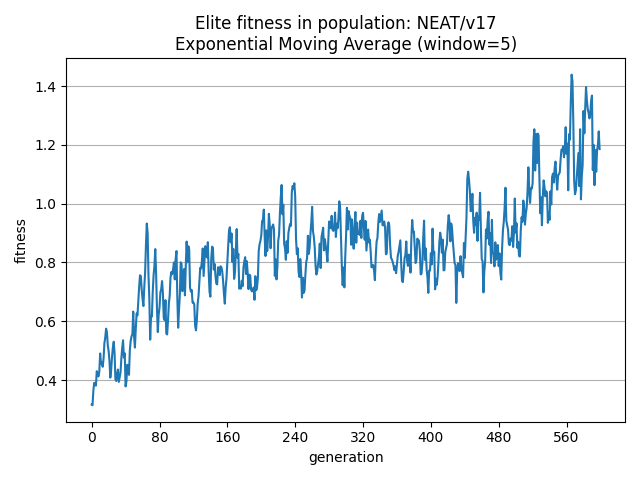 Elite fitness in population: NEAT/v17
Exponential Moving Average (window=5)
fitness
1.4
1.2
1.0
0.8
0.6
0.4
0 80 160 240 320 400 480 560
generation